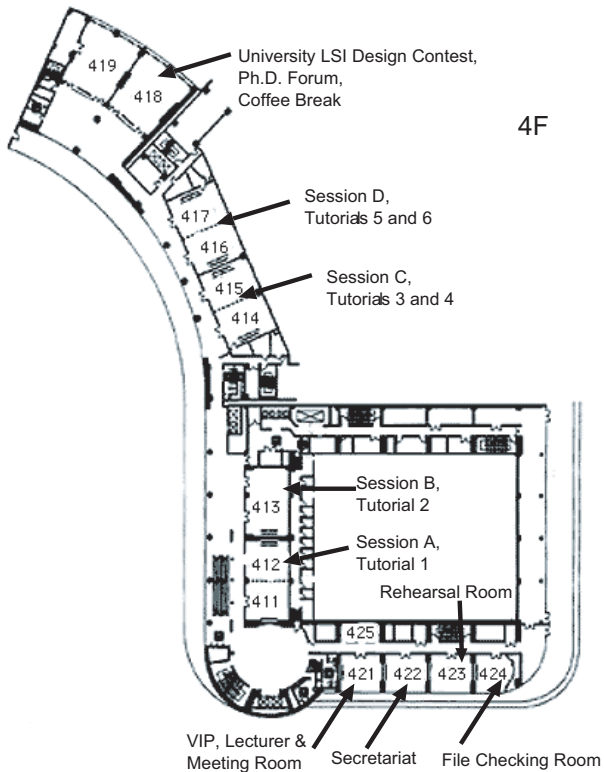 419
418
University LSI Design Contest,
Ph.D. Forum,
Coffee Break
4F
417
416
Session D,
Tutorials 5 and 6
415
414
Session C,
Tutorials 3 and 4
413
Session B,
Tutorial 2
412
411
Session A,
Tutorial 1
Rehearsal Room
425
421
422
423
424
VIP, Lecturer &
Meeting Room
Secretariat
File Checking Room